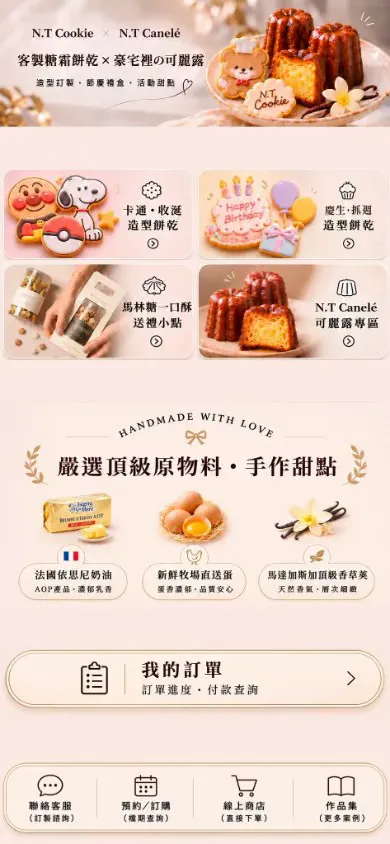 N.T Cookie × N.T Canelé
客製糖霜餅乾×豪宅裡の可麗露
造型訂製・節慶禮盒・活動甜點
N.T
Cookie
卡通・收涎
造型餅乾
Happy
Birthday
慶生・抓週
造型餅乾
馬林糖一口酥
送禮小點
N.T Canelé
可麗露專區
HANDMADE WITH LOVE
嚴選頂級原物料・手作甜點
Isigny
Ste Mère
法國依思尼奶油
AOP產品・濃郁乳香
新鮮牧場直送蛋
蛋香濃郁・品質安心
馬達加斯加頂級香草莢
天然香氣・層次細緻
我的訂單
訂單進度・付款查詢
聯絡客服
(訂製諮詢)
預約/訂購
(檔期查詢)
線上商店
(直接下單)
作品集
(更多案例)